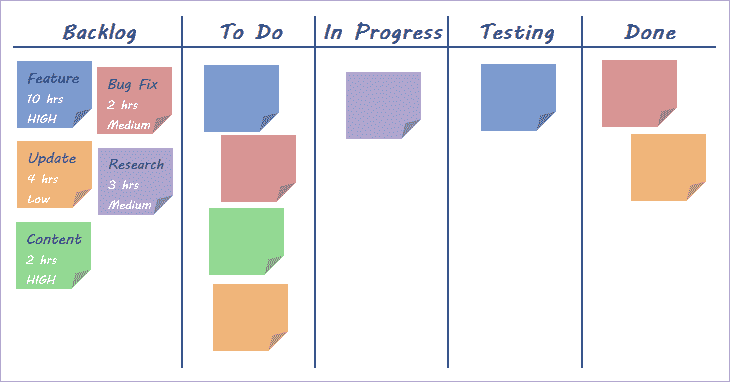 Backlog
To Do
In Progress
Testing
Done
Feature
10 hrs
HIGH
Bug Fix
2 hrs
Medium
Update
4 hrs
Low
Research
3 hrs
Medium
Content
2 hrs
HIGH